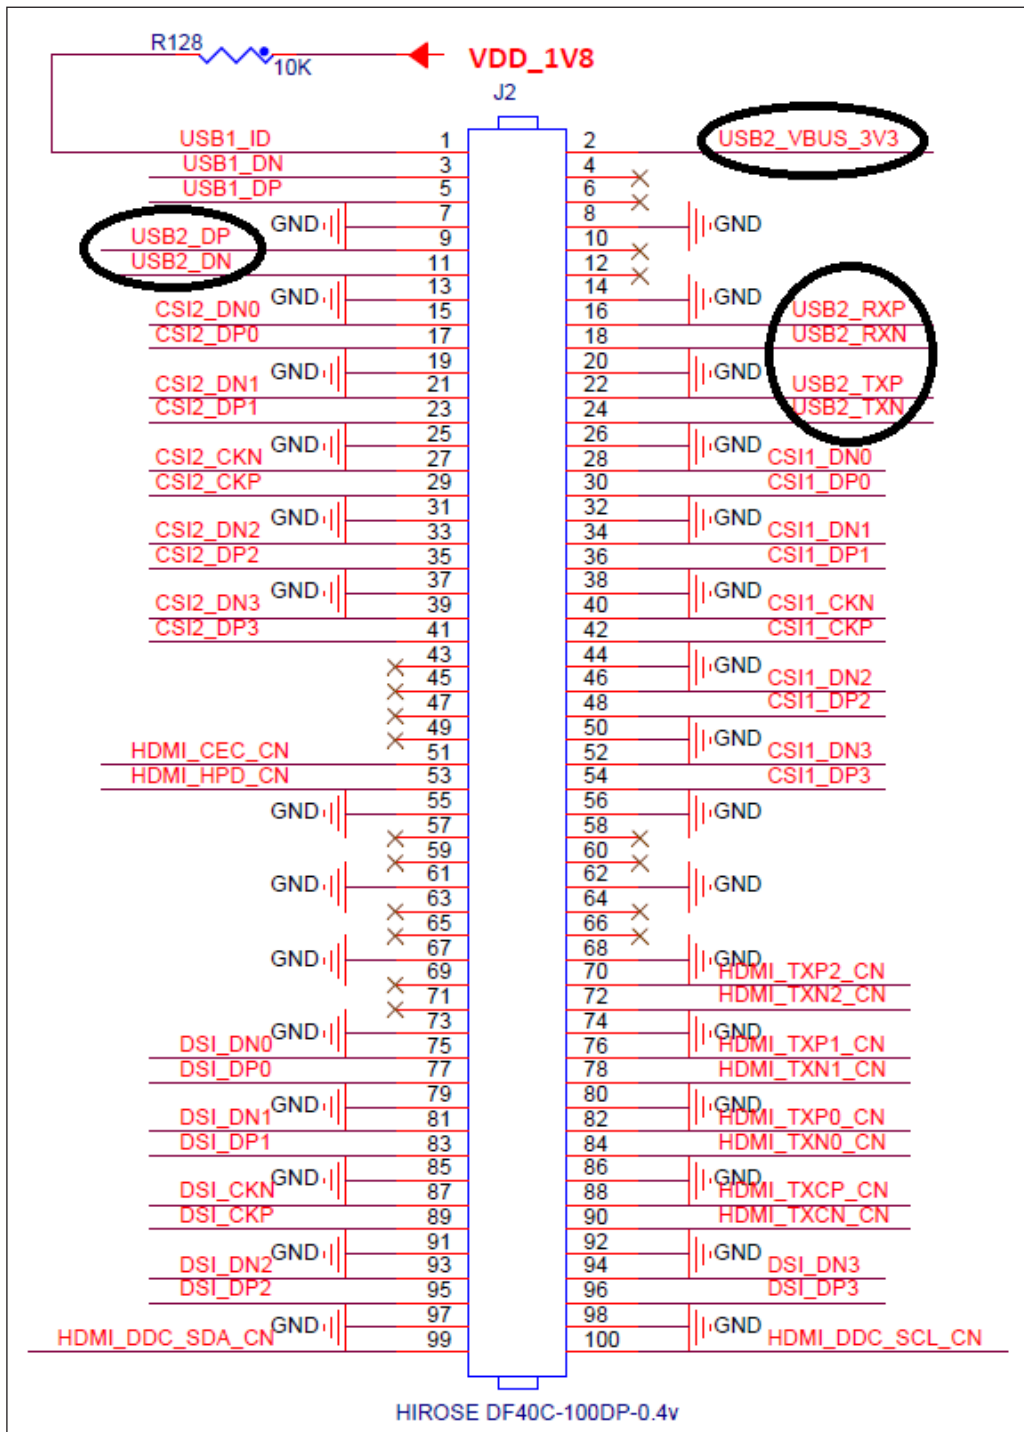 R128
10K
VDD_1V8
J2
USB1_ID 1 2 USB2_VBUS_3V3
USB1_DN 3 4
USB1_DP 5 6
GND 7 8 GND
USB2_DP 9 10
USB2_DN 11 12
GND 13 14 GND
CSI2_DN0 15 16 USB2_RXP
CSI2_DP0 17 18 USB2_RXN
GND 19 20 GND
CSI2_DN1 21 22 USB2_TXP
CSI2_DP1 23 24 USB2_TXN
GND 25 26 GND
CSI2_CKN 27 28 CSI1_DN0
CSI2_CKP 29 30 CSI1_DP0
GND 31 32 GND
CSI2_DN2 33 34 CSI1_DN1
CSI2_DP2 35 36 CSI1_DP1
GND 37 38 GND
CSI2_DN3 39 40 CSI1_CKN
CSI2_DP3 41 42 CSI1_CKP
43 44 GND
45 46 CSI1_DN2
47 48 CSI1_DP2
49 50 GND
HDMI_CEC_CN 51 52 CSI1_DN3
HDMI_HPD_CN 53 54 CSI1_DP3
GND 55 56 GND
57 58
59 60
GND 61 62 GND
63 64
65 66
GND 67 68 GND
69 70 HDMI_TXP2_CN
71 72 HDMI_TXN2_CN
GND 73 74 GND
DSI_DN0 75 76 HDMI_TXP1_CN
DSI_DP0 77 78 HDMI_TXN1_CN
GND 79 80 GND
DSI_DN1 81 82 HDMI_TXP0_CN
DSI_DP1 83 84 HDMI_TXN0_CN
GND 85 86 GND
DSI_CKN 87 88 HDMI_TXCP_CN
DSI_CKP 89 90 HDMI_TXCN_CN
GND 91 92 GND
DSI_DN2 93 94 DSI_DN3
DSI_DP2 95 96 DSI_DP3
GND 97 98 GND
HDMI_DDC_SDA_CN 99 100 HDMI_DDC_SCL_CN
HIROSE DF40C-100DP-0.4v